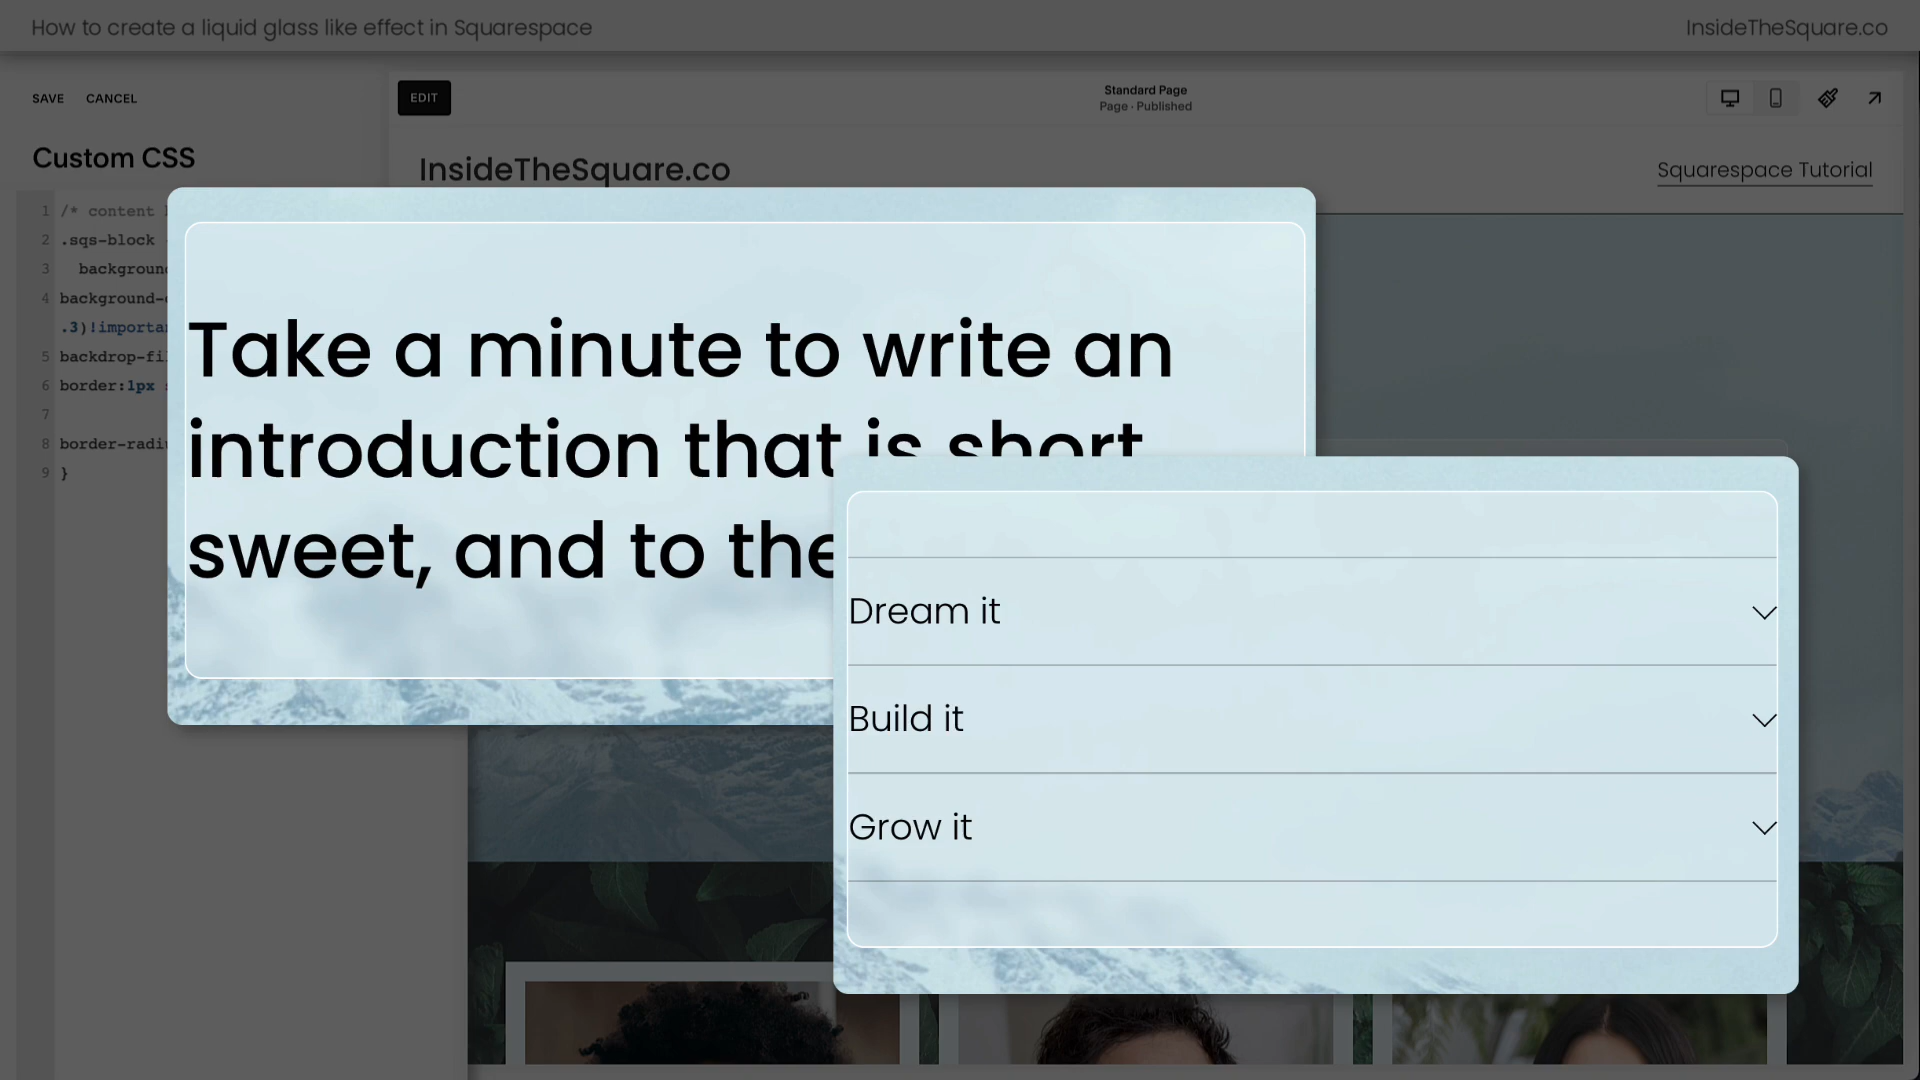 How to create a liquid glass like effect in Squarespace
InsideTheSquare.co
SAVE CANCEL
EDIT
Standard Page
Page · Published
Custom CSS
InsideTheSquare.co
Squarespace Tutorial
1 /* content
2 .sqs-block
3 background
4 background-
.3)!importa
5 backdrop-fi
6 border:1px
7
8 border-radi
9 }
Take a minute to write an
introduction that is short
sweet, and to the
Dream it
Build it
Grow it